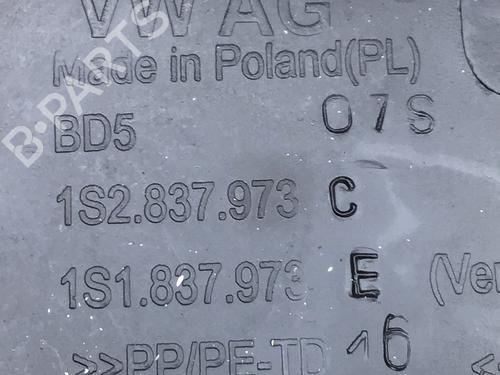 VW AG
Made in Poland(PL)
BD5 07S
1S2.837.973 C
1S1.837.973 E (Ver
>>PP/PE-TD 16 <
B-PARTS